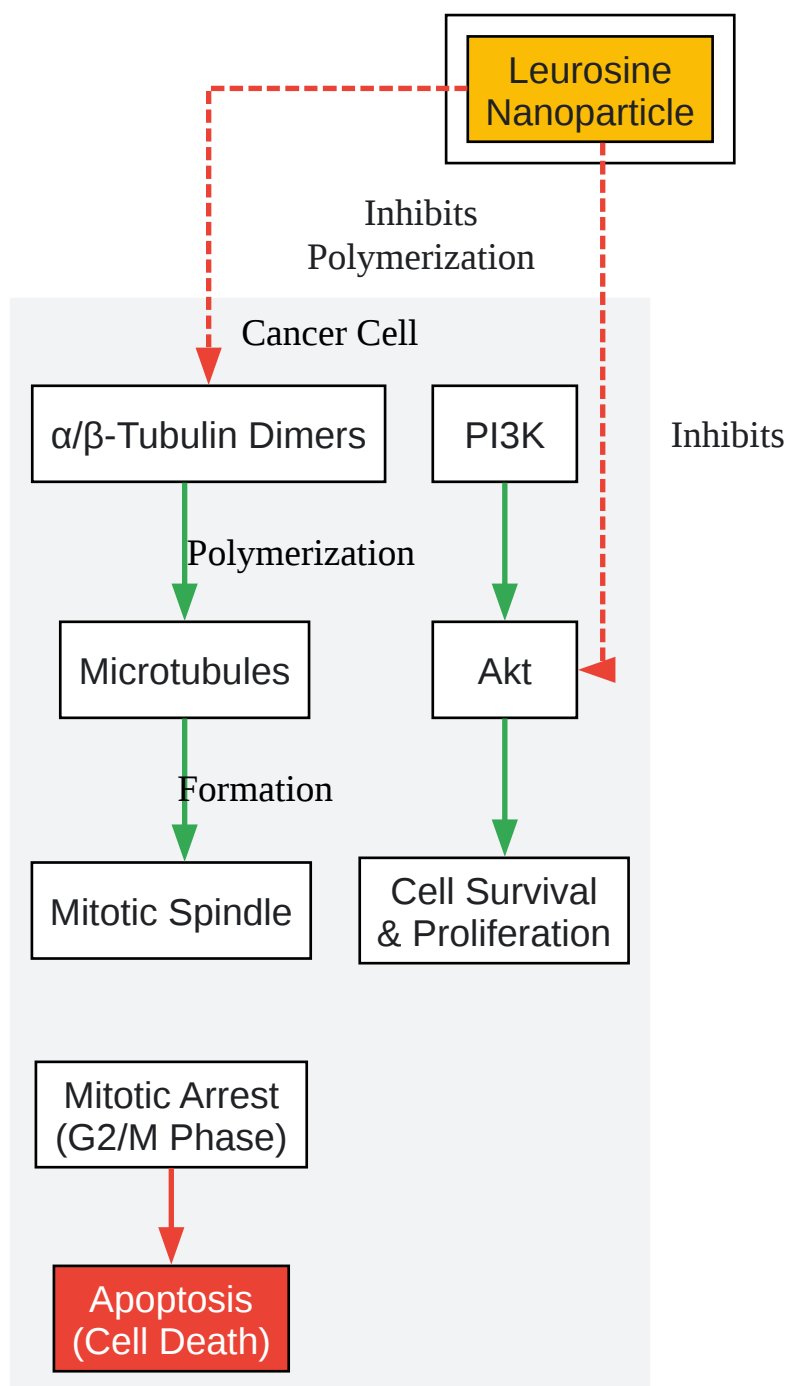 Leurosine
Nanoparticle
Inhibits
Polymerization
Cancer Cell
α/β-Tubulin Dimers
PI3K
Inhibits
Polymerization
Microtubules
Akt
Formation
Mitotic Spindle
Cell Survival
& Proliferation
Mitotic Arrest
(G2/M Phase)
Apoptosis
(Cell Death)